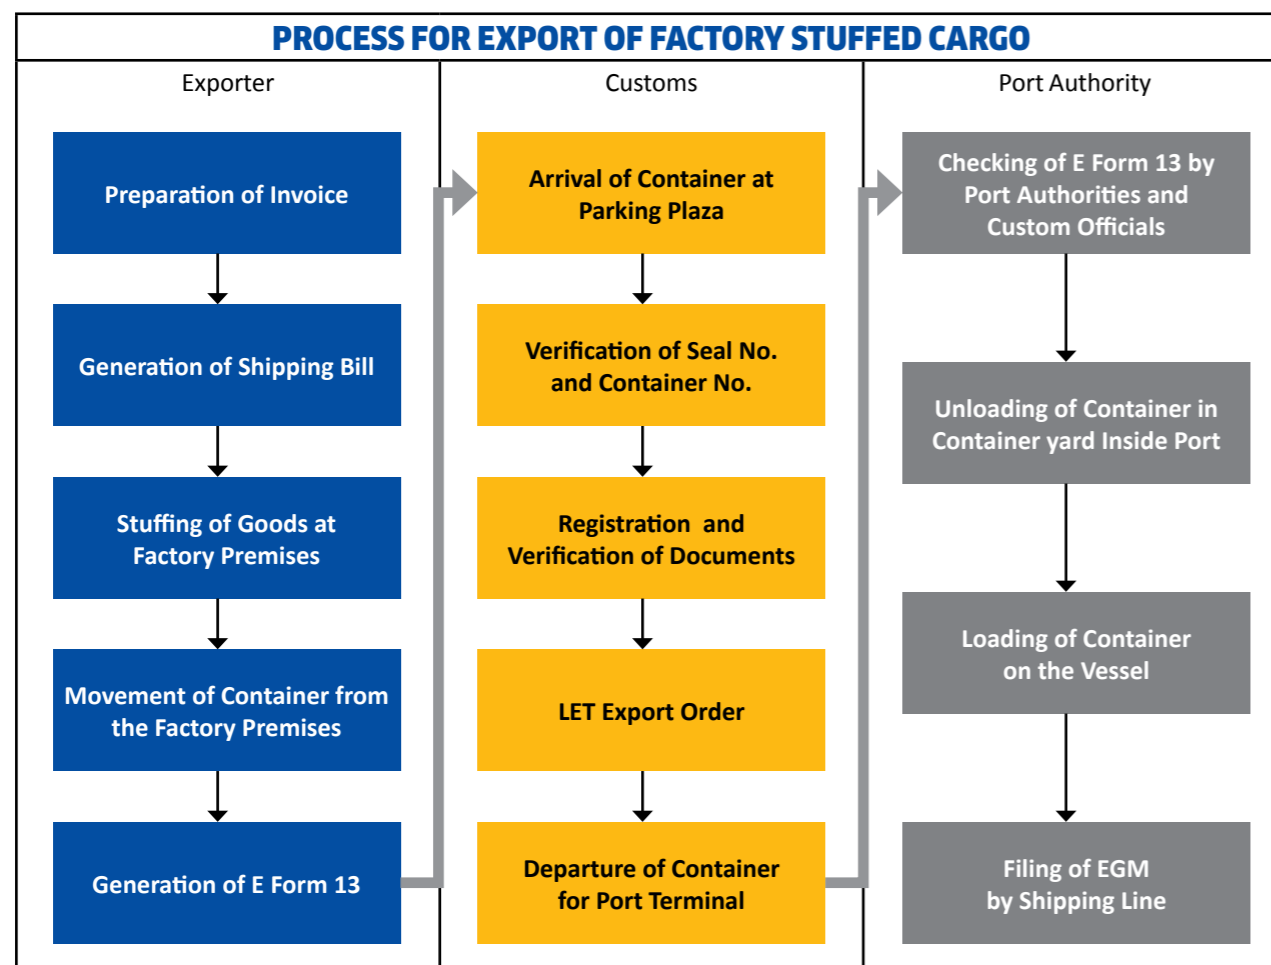 PROCESS FOR EXPORT OF FACTORY STUFFED CARGO
Exporter
Preparation of Invoice
Generation of Shipping Bill
Stuffing of Goods at
Factory Premises
Movement of Container from
the Factory Premises
Generation of E Form 13
Customs
Arrival of Container at
Parking Plaza
Verification of Seal No.
and Container No.
Registration and
Verification of Documents
LET Export Order
Departure of Container
for Port Terminal
Port Authority
Checking of E Form 13 by
Port Authorities and
Custom Officials
Unloading of Container in
Container yard Inside Port
Loading of Container
on the Vessel
Filing of EGM
by Shipping Line